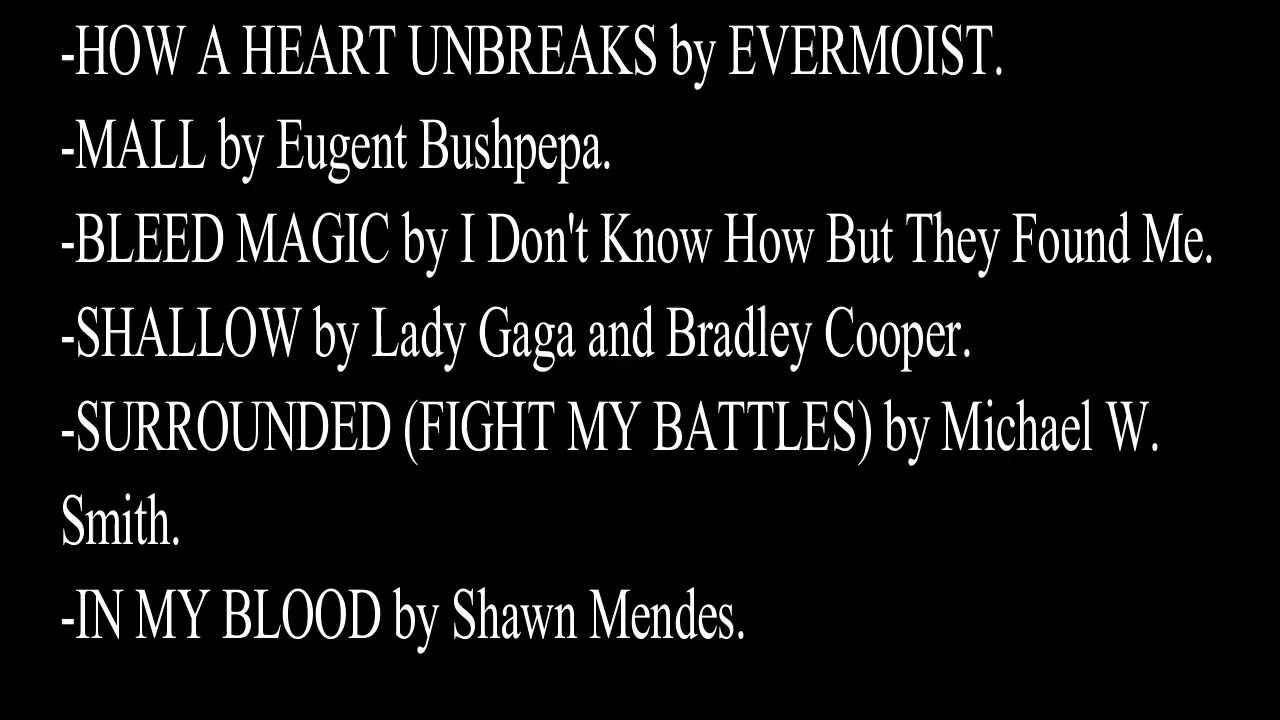 -HOW A HEART UNBREAKS by EVERMOIST.
-MALL by Eugent Bushpepa.
-BLEED MAGIC by I Don't Know How But They Found Me.
-SHALLOW by Lady Gaga and Bradley Cooper.
-SURROUNDED (FIGHT MY BATTLES) by Michael W.
Smith.
-IN MY BLOOD by Shawn Mendes.